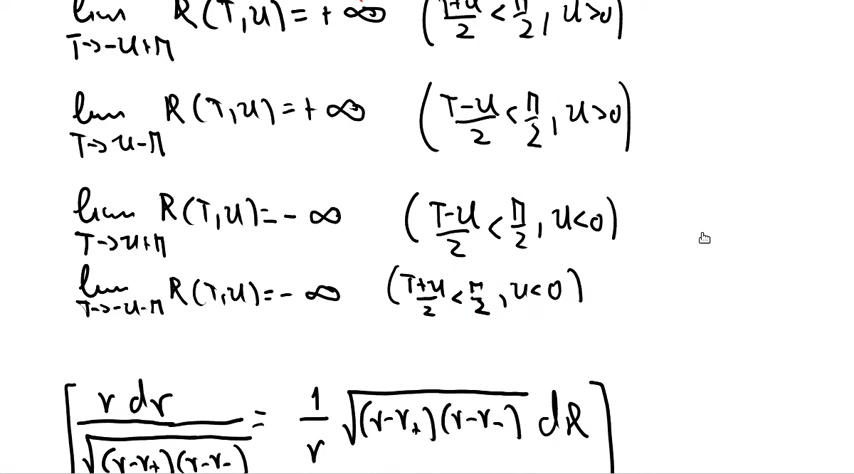 lim R(T,u) = +∞ (T+u/2 < π/2, u>0)
T→-u+π
lim R(T,u) = +∞ (T-u/2 < π/2, u>0)
T→u-π
lim R(T,u) = -∞ (T-u/2 < π/2, u<0)
T→u+π
lim R(T,u) = -∞ (T+u/2 < π/2, u<0)
T→-u-π
[r dr/√(r-r₊)(r-r₋) = 1/r √(r-r₊)(r-r₋) dR]